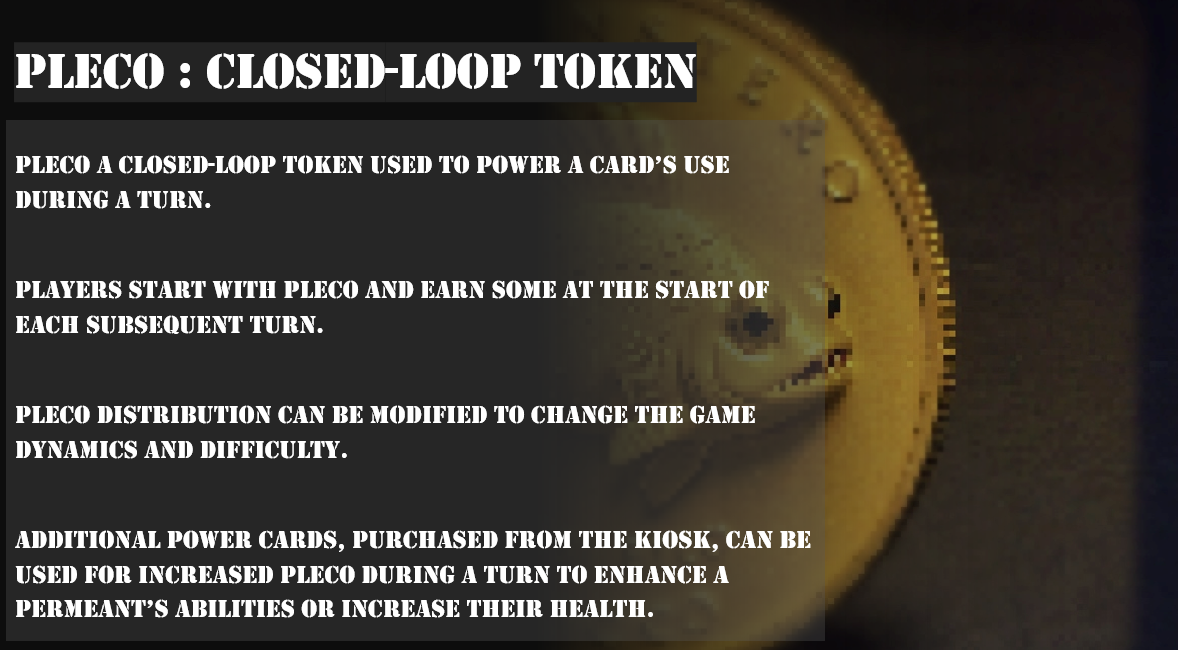 PLECO : CLOSED-LOOP TOKEN
PLECO A CLOSED-LOOP TOKEN USED TO POWER A CARD'S USE
DURING A TURN.
PLAYERS START WITH PLECO AND EARN SOME AT THE START OF
EACH SUBSEQUENT TURN.
PLECO DISTRIBUTION CAN BE MODIFIED TO CHANGE THE GAME
DYNAMICS AND DIFFICULTY.
ADDITIONAL POWER CARDS, PURCHASED FROM THE KIOSK, CAN BE
USED FOR INCREASED PLECO DURING A TURN TO ENHANCE A
PERMEANT'S ABILITIES OR INCREASE THEIR HEALTH.